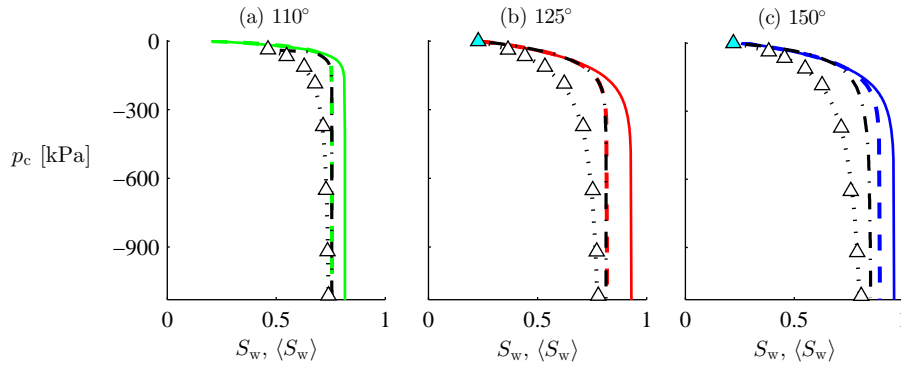 (a) 110°
(b) 125°
(c) 150°
0
−300
−600
−900
p_c [kPa]
0 0.5 1
0 0.5 1
0 0.5 1
S_w, ⟨S_w⟩
S_w, ⟨S_w⟩
S_w, ⟨S_w⟩